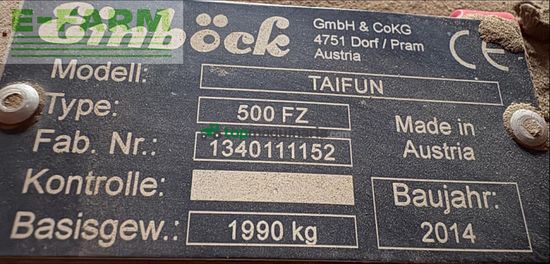 E-FARM
Einböck
GmbH & CoKG
4751 Dorf / Pram
Austria
CE
Modell: TAIFUN
Type: 500 FZ
Fab. Nr.: 1340111152
Made in
Austria
Kontrolle:
Basisgew.: 1990 kg
Baujahr:
2014